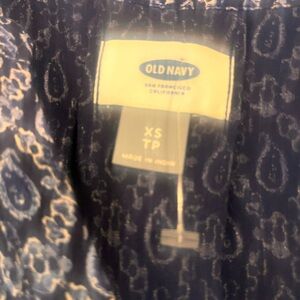 OLD NAVY
SAN FRANCISCO
CALIFORNIA
XS
TP
MADE IN INDIA